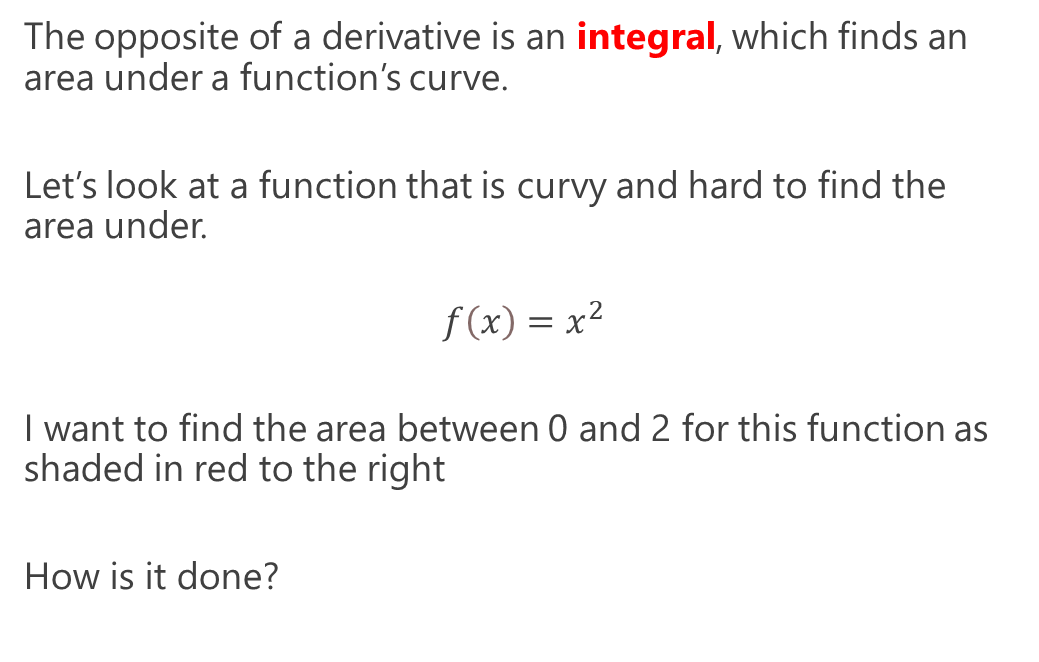 The opposite of a derivative is an integral, which finds an
area under a function’s curve.
Let’s look at a function that is curvy and hard to find the
area under.
f(x) = x²
I want to find the area between 0 and 2 for this function as
shaded in red to the right
How is it done?